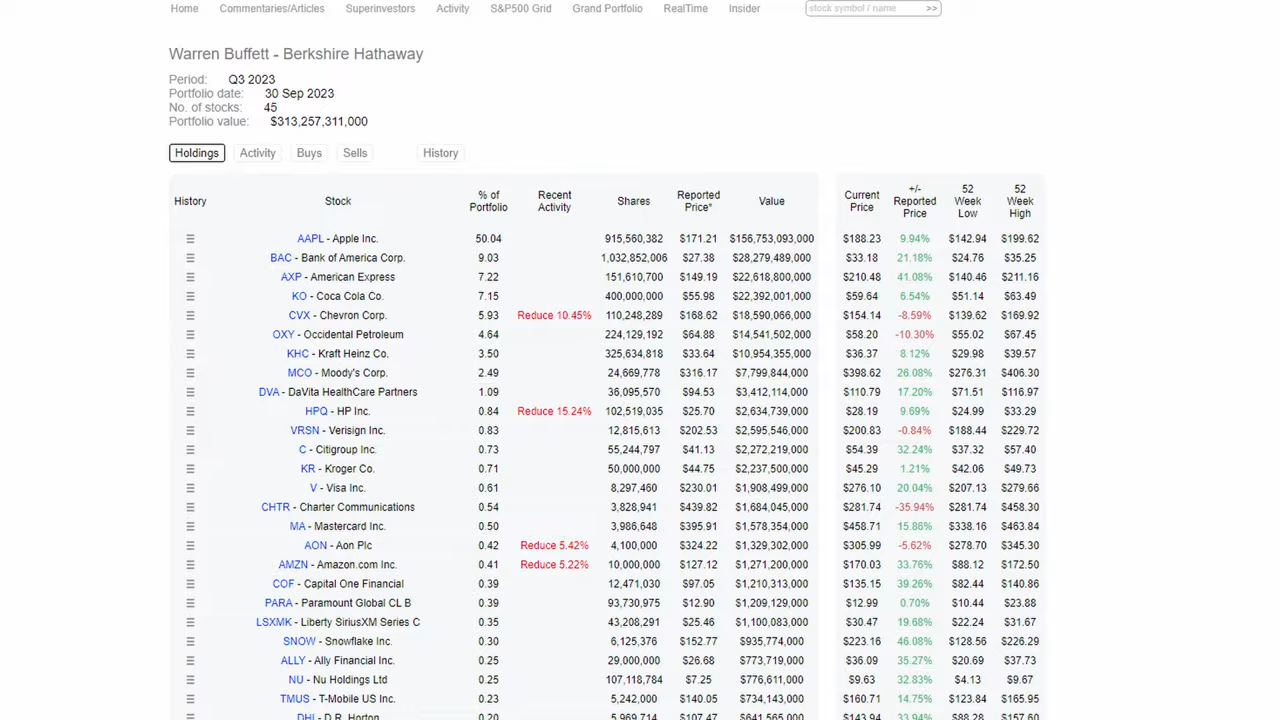 Home Commentaries/Articles Superinvestors Activity S&P500 Grid Grand Portfolio RealTime Insider stock symbol / name >>
Warren Buffett - Berkshire Hathaway
Period: Q3 2023
Portfolio date: 30 Sep 2023
No. of stocks: 45
Portfolio value: $313,257,311,000
Holdings Activity Buys Sells History
History Stock % of Portfolio Recent Activity Shares Reported Price* Value Current Price +/- Reported Price 52 Week Low 52 Week High
≡ AAPL - Apple Inc. 50.04 915,560,382 $171.21 $156,753,093,000 $188.23 9.94% $142.94 $199.62
≡ BAC - Bank of America Corp. 9.03 1,032,852,006 $27.38 $28,279,489,000 $33.18 21.18% $24.76 $35.25
≡ AXP - American Express 7.22 151,610,700 $149.19 $22,618,800,000 $210.48 41.08% $140.46 $211.16
≡ KO - Coca Cola Co. 7.15 400,000,000 $55.98 $22,392,001,000 $59.64 6.54% $51.14 $63.49
≡ CVX - Chevron Corp. 5.93 Reduce 10.45% 110,248,289 $168.62 $18,590,066,000 $154.14 -8.59% $139.62 $169.92
≡ OXY - Occidental Petroleum 4.64 224,129,192 $64.88 $14,541,502,000 $58.20 -10.30% $55.02 $67.45
≡ KHC - Kraft Heinz Co. 3.50 325,634,818 $33.64 $10,954,355,000 $36.37 8.12% $29.98 $39.57
≡ MCO - Moody's Corp. 2.49 24,669,778 $316.17 $7,799,844,000 $398.62 26.08% $276.31 $406.30
≡ DVA - DaVita HealthCare Partners 1.09 36,095,570 $94.53 $3,412,114,000 $110.79 17.20% $71.51 $116.97
≡ HPQ - HP Inc. 0.84 Reduce 15.24% 102,519,035 $25.70 $2,634,739,000 $28.19 9.69% $24.99 $33.29
≡ VRSN - Verisign Inc. 0.83 12,815,613 $202.53 $2,595,546,000 $200.83 -0.84% $188.44 $229.72
≡ C - Citigroup Inc. 0.73 55,244,797 $41.13 $2,272,219,000 $54.39 32.24% $37.32 $57.40
≡ KR - Kroger Co. 0.71 50,000,000 $44.75 $2,237,500,000 $45.29 1.21% $42.06 $49.73
≡ V - Visa Inc. 0.61 8,297,460 $230.01 $1,908,499,000 $276.10 20.04% $207.13 $279.66
≡ CHTR - Charter Communications 0.54 3,828,941 $439.82 $1,684,045,000 $281.74 -35.94% $281.74 $458.30
≡ MA - Mastercard Inc. 0.50 3,986,648 $395.91 $1,578,354,000 $458.71 15.86% $338.16 $463.84
≡ AON - Aon Plc 0.42 Reduce 5.42% 4,100,000 $324.22 $1,329,302,000 $305.99 -5.62% $278.70 $345.30
≡ AMZN - Amazon.com Inc. 0.41 Reduce 5.22% 10,000,000 $127.12 $1,271,200,000 $170.03 33.76% $88.12 $172.50
≡ COF - Capital One Financial 0.39 12,471,030 $97.05 $1,210,313,000 $135.15 39.26% $82.44 $140.86
≡ PARA - Paramount Global CL B 0.39 93,730,975 $12.90 $1,209,129,000 $12.99 0.70% $10.44 $23.88
≡ LSXMK - Liberty SiriusXM Series C 0.35 43,208,291 $25.46 $1,100,083,000 $30.47 19.68% $22.24 $31.67
≡ SNOW - Snowflake Inc. 0.30 6,125,376 $152.77 $935,774,000 $223.16 46.08% $128.56 $226.29
≡ ALLY - Ally Financial Inc. 0.25 29,000,000 $26.68 $773,719,000 $36.09 35.27% $20.69 $37.73
≡ NU - Nu Holdings Ltd 0.25 107,118,784 $7.25 $776,611,000 $9.63 32.83% $4.13 $9.67
≡ TMUS - T-Mobile US Inc. 0.23 5,242,000 $140.05 $734,143,000 $160.71 14.75% $123.84 $165.95
≡ DHI - D.R. Horton 0.20 5,969,714 $107.47 $641,565,000 $143.94 33.94% $88.28 $157.60